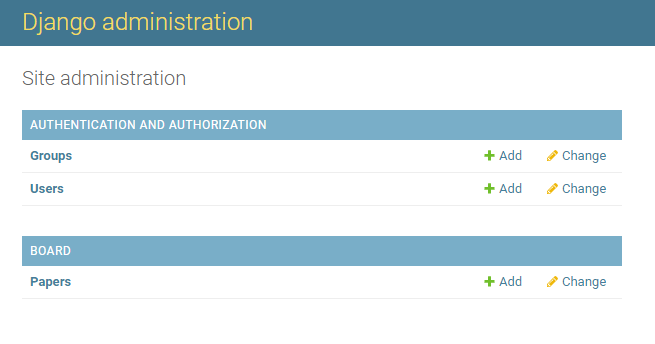 Django administration
Site administration
AUTHENTICATION AND AUTHORIZATION
Groups Add Change
Users Add Change
BOARD
Papers Add Change